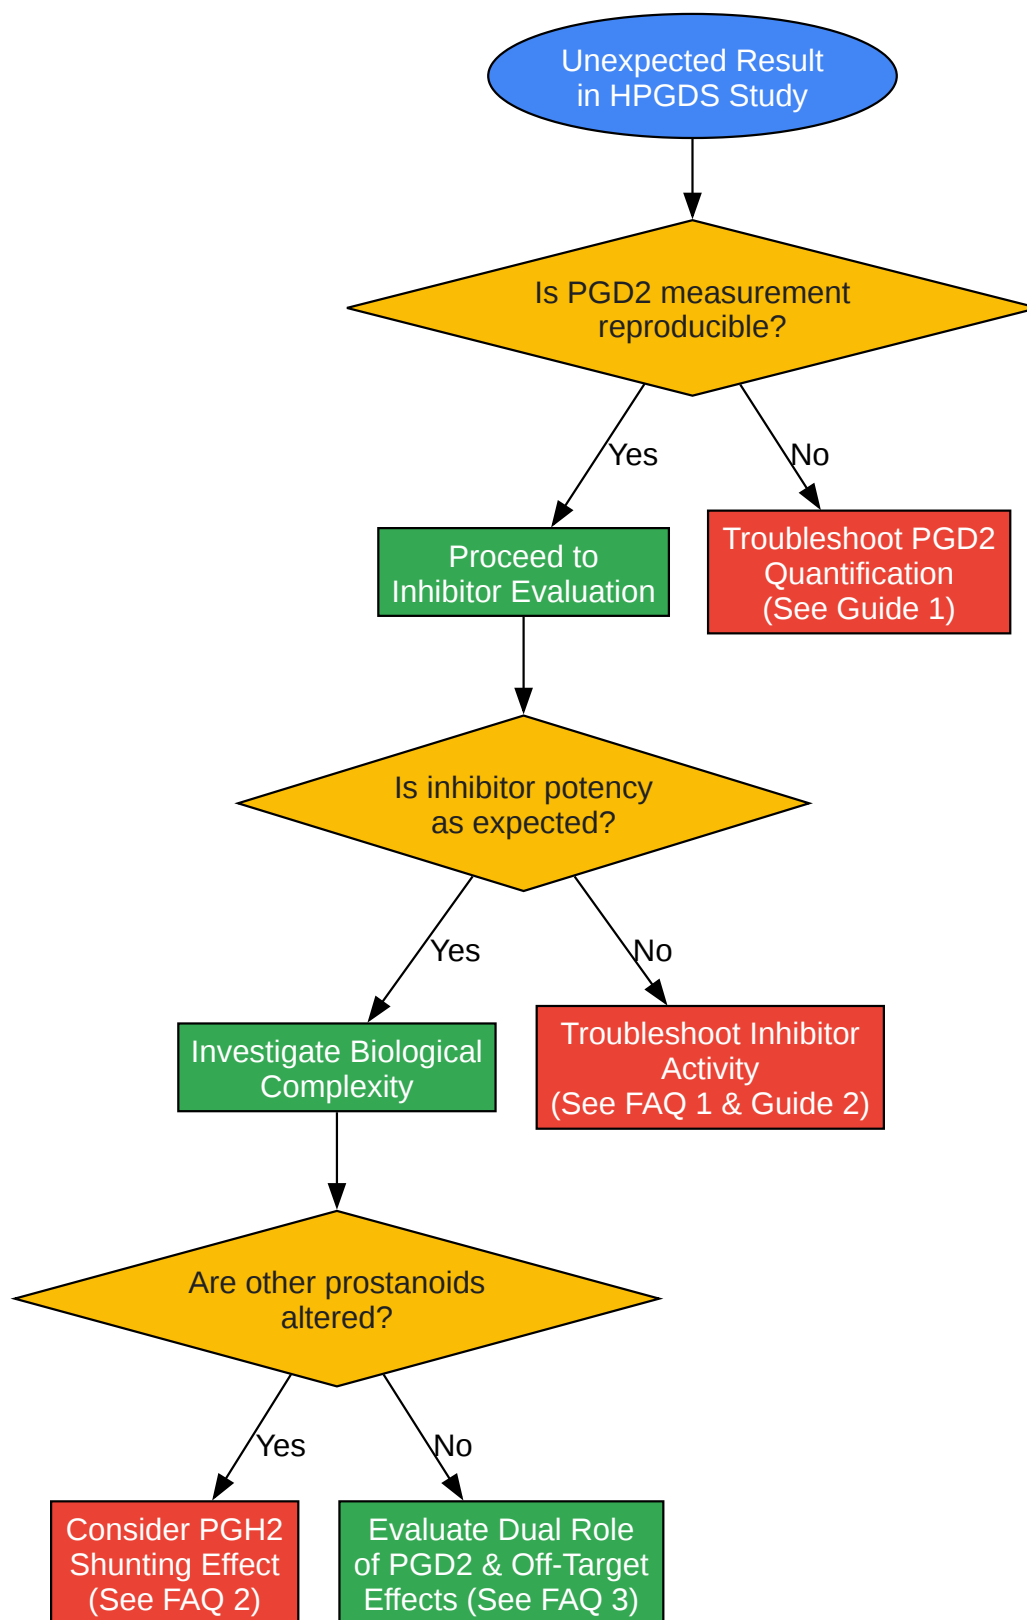 Unexpected Result
in HPGDS Study
Is PGD2 measurement
reproducible?
Yes
No
Proceed to
Inhibitor Evaluation
Troubleshoot PGD2
Quantification
(See Guide 1)
Is inhibitor potency
as expected?
Yes
No
Investigate Biological
Complexity
Troubleshoot Inhibitor
Activity
(See FAQ 1 & Guide 2)
Are other prostanoids
altered?
Yes
No
Consider PGH2
Shunting Effect
(See FAQ 2)
Evaluate Dual Role
of PGD2 & Off-Target
Effects (See FAQ 3)